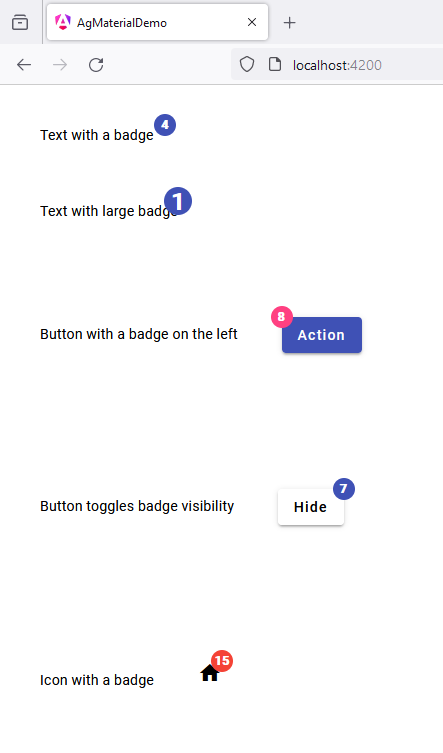 AgMaterialDemo
localhost:4200
Text with a badge 4
Text with large badge 1
8
Button with a badge on the left Action
7
Button toggles badge visibility Hide
15
Icon with a badge